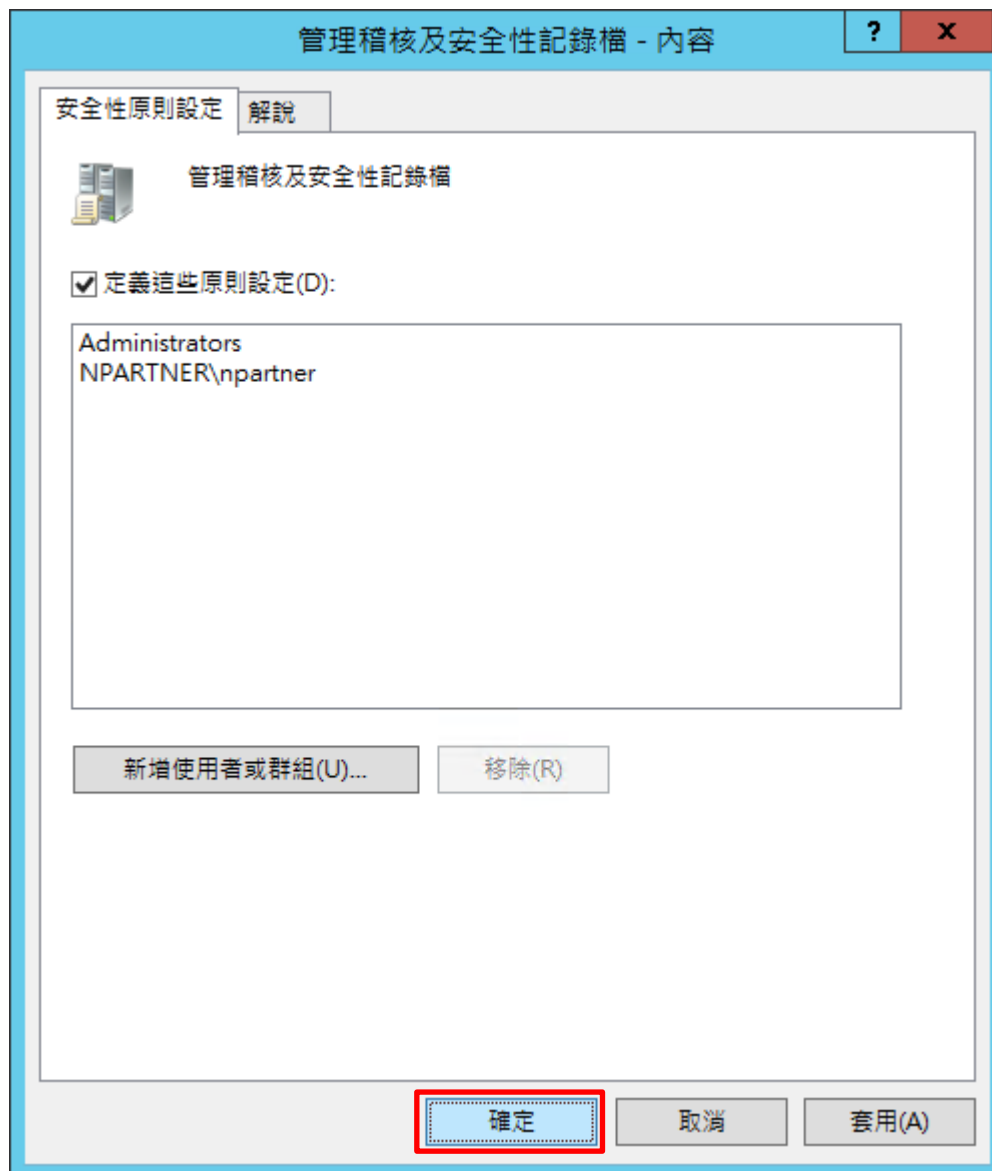 管理稽核及安全性記錄檔 - 內容
?
x
安全性原則設定
解說
管理稽核及安全性記錄檔
定義這些原則設定(D):
Administrators
NPARTNER\npartner
新增使用者或群組(U)...
移除(R)
確定
取消
套用(A)